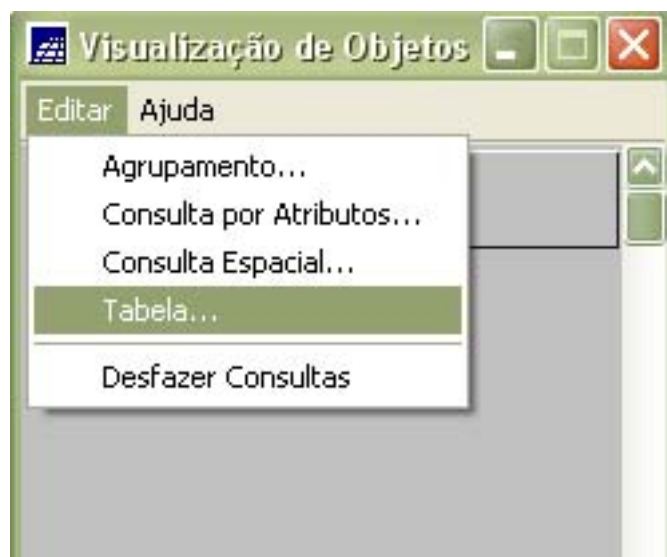 Visualização de Objetos
Editar Ajuda
Agrupamento...
Consulta por Atributos...
Consulta Espacial...
Tabela...
Desfazer Consultas